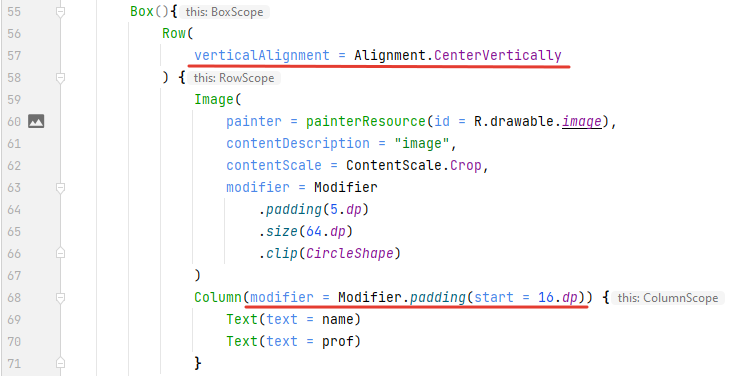 55 Box(){ this: BoxScope
56 Row(
57 verticalAlignment = Alignment.CenterVertically
58 ) { this: RowScope
59 Image(
60 painter = painterResource(id = R.drawable.image),
61 contentDescription = "image",
62 contentScale = ContentScale.Crop,
63 modifier = Modifier
64 .padding(5.dp)
65 .size(64.dp)
66 .clip(CircleShape)
67 )
68 Column(modifier = Modifier.padding(start = 16.dp)) { this: ColumnScope
69 Text(text = name)
70 Text(text = prof)
71 }